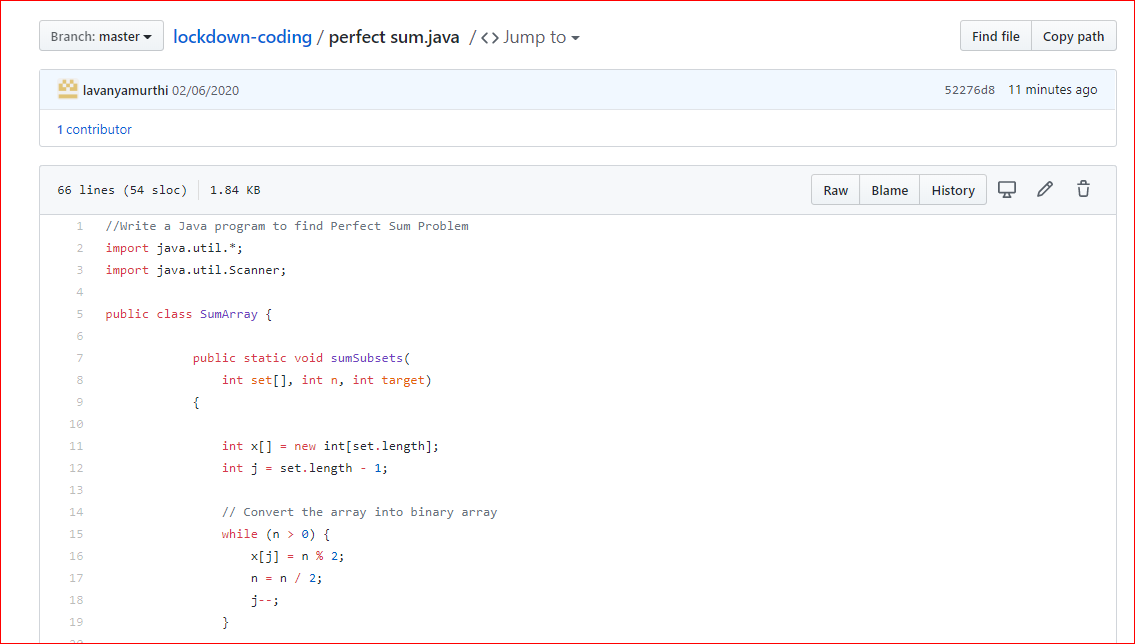 Branch: master
lockdown-coding / perfect sum.java / <> Jump to
Find file
Copy path
lavanyamurthi 02/06/2020
52276d8 11 minutes ago
1 contributor
66 lines (54 sloc) 1.84 KB
Raw
Blame
History
1 //Write a Java program to find Perfect Sum Problem
2 import java.util.*;
3 import java.util.Scanner;
4
5 public class SumArray {
6
7 public static void sumSubsets(
8 int set[], int n, int target)
9 {
10
11 int x[] = new int[set.length];
12 int j = set.length - 1;
13
14 // Convert the array into binary array
15 while (n > 0) {
16 x[j] = n % 2;
17 n = n / 2;
18 j--;
19 }